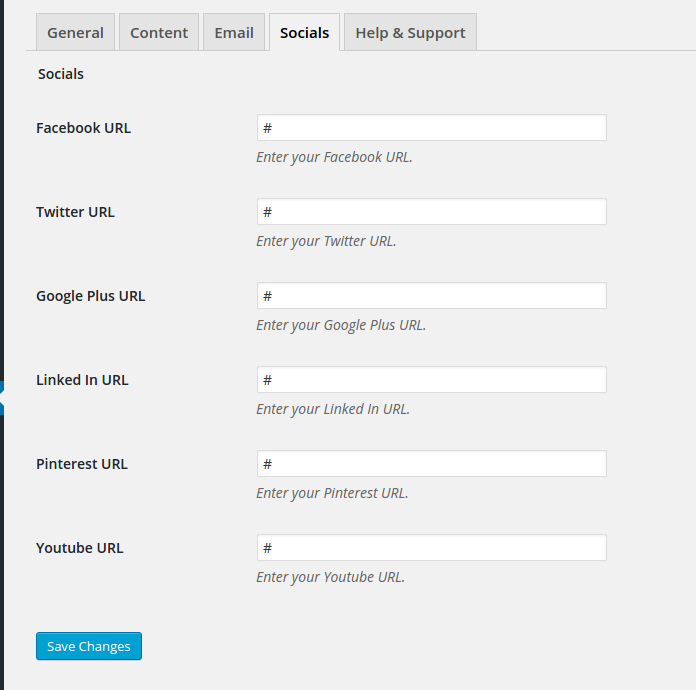 General Content Email Socials Help & Support
Socials
Facebook URL #
Enter your Facebook URL.
Twitter URL #
Enter your Twitter URL.
Google Plus URL #
Enter your Google Plus URL.
Linked In URL #
Enter your Linked In URL.
Pinterest URL #
Enter your Pinterest URL.
Youtube URL #
Enter your Youtube URL.
Save Changes